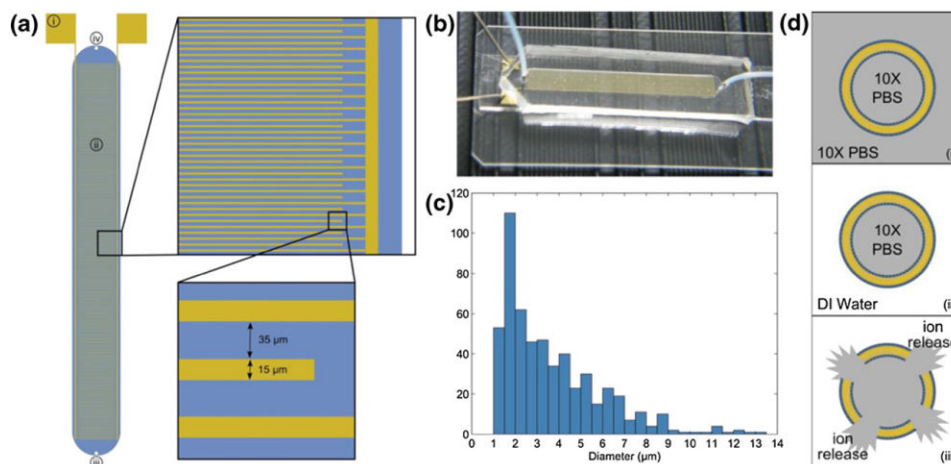 (a)
i
iv
ii
35 µm
15 µm
iii
(b)
(c)
120
100
80
60
40
20
0
0 1 2 3 4 5 6 7 8 9 10 11 12 13 14
Diameter (µm)
(d)
10X
PBS
10X PBS
(i
10X
PBS
DI Water
(i
ion
release
ion
release
(ii